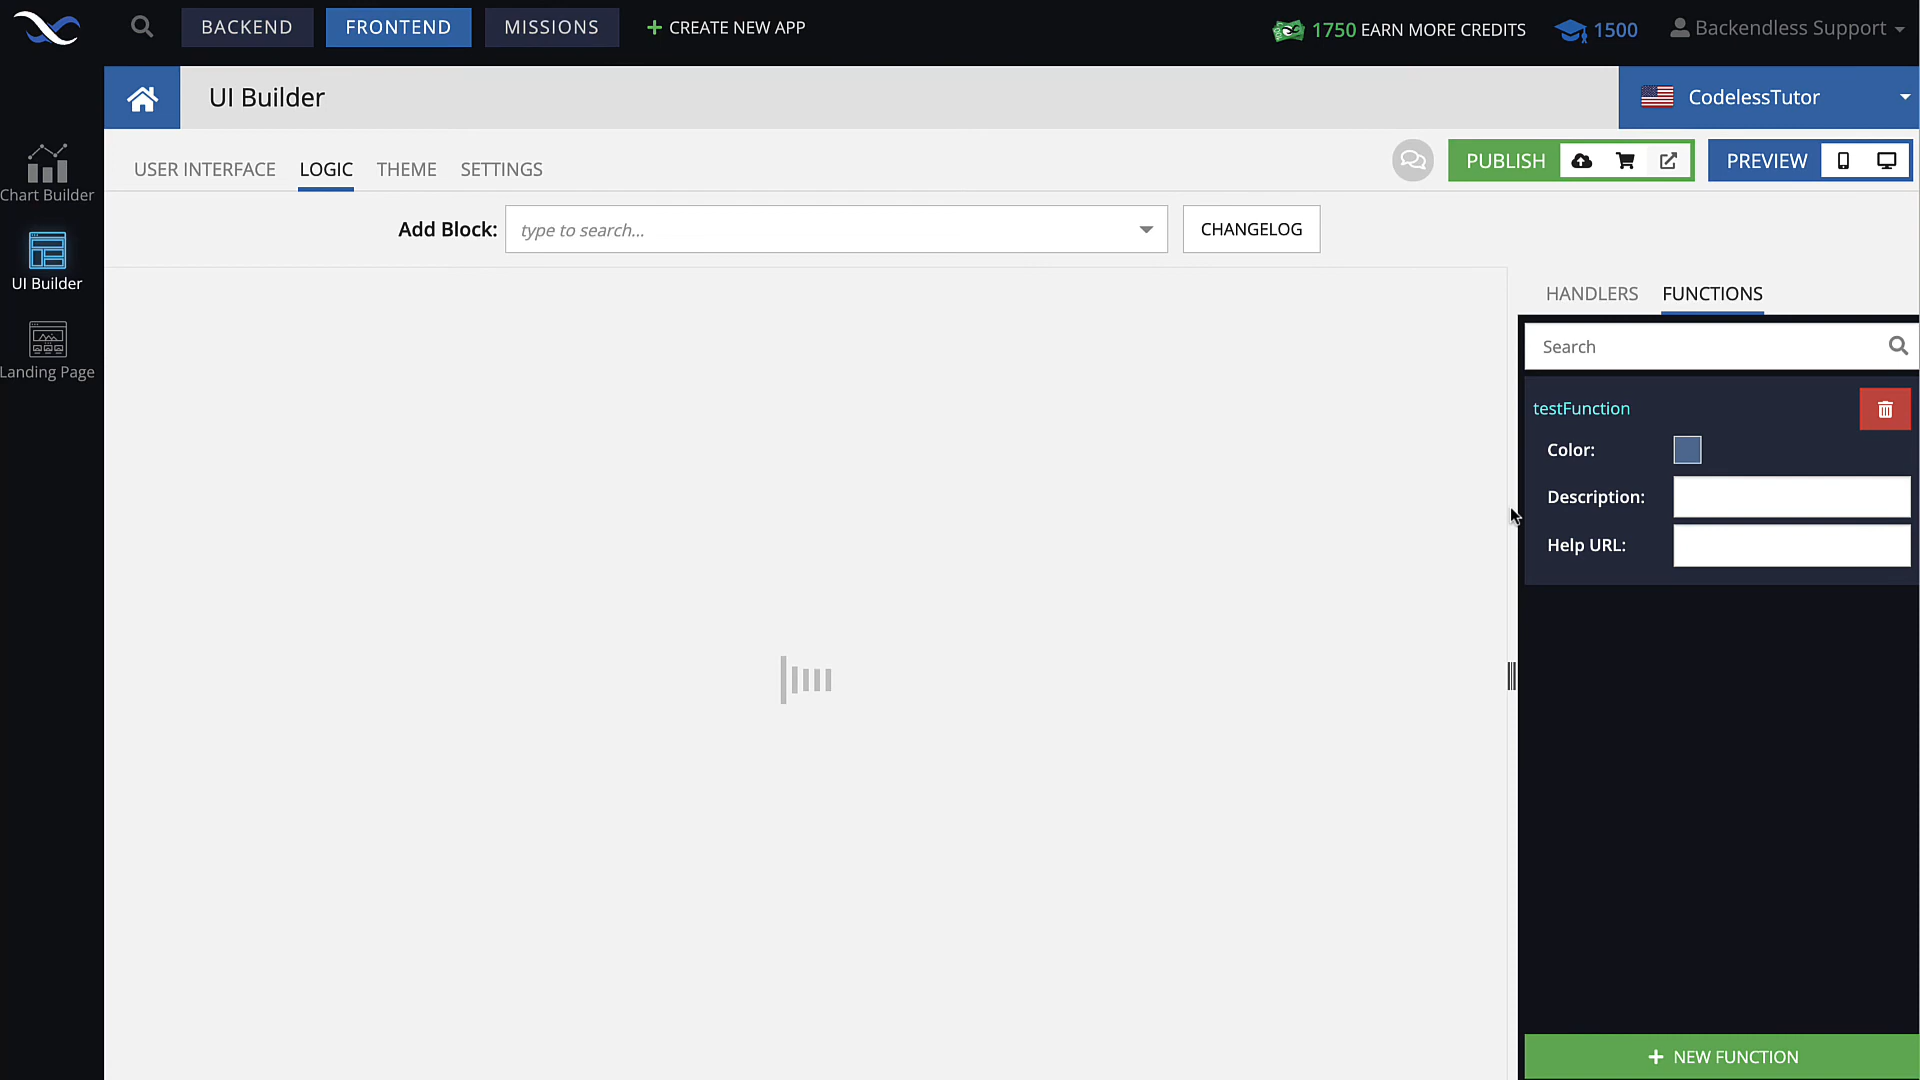 BACKEND FRONTEND MISSIONS CREATE NEW APP 1750 EARN MORE CREDITS 1500 Backendless Support
UI Builder CodelessTutor
USER INTERFACE LOGIC THEME SETTINGS PUBLISH PREVIEW
Chart Builder
Add Block: type to search... CHANGELOG
UI Builder
HANDLERS FUNCTIONS
Search
Landing Page
testFunction
Color:
Description:
Help URL:
NEW FUNCTION